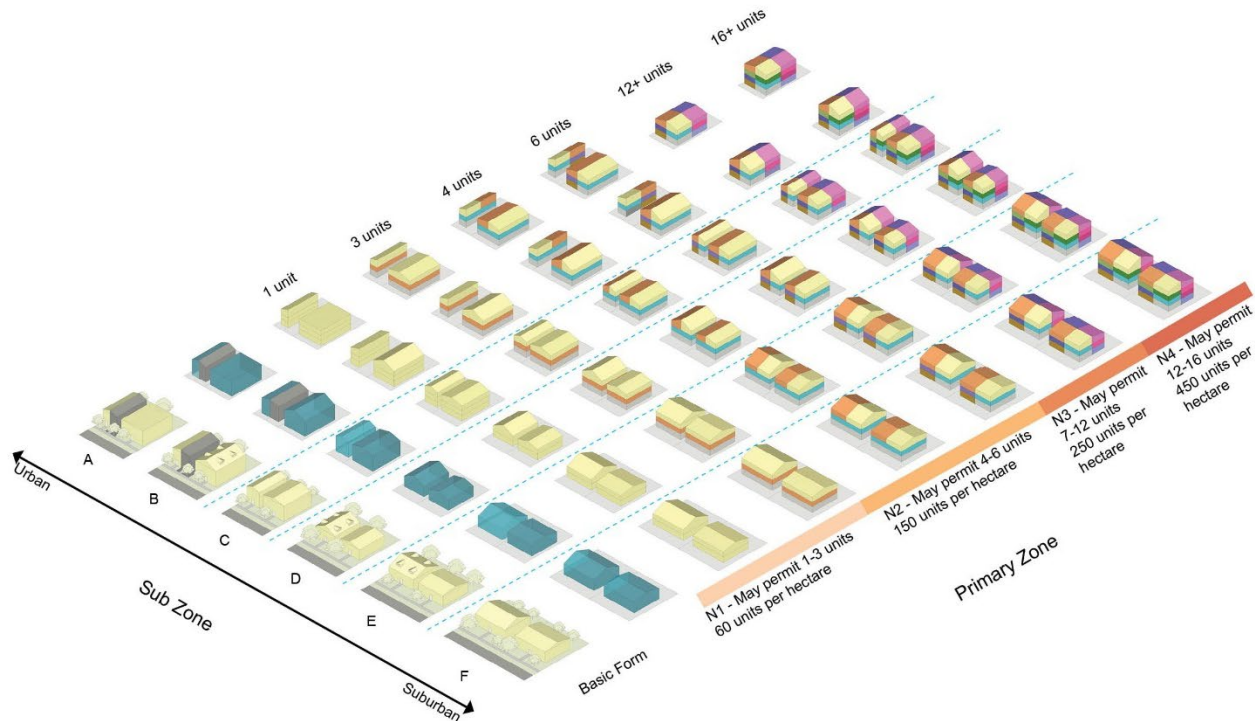 16+ units
12+ units
6 units
4 units
3 units
1 unit
A
B
C
D
E
F
Urban
Sub Zone
Suburban
Basic Form
N1 - May permit 1-3 units
60 units per hectare
N2 - May permit 4-6 units
150 units per hectare
N3 - May permit
7-12 units
250 units per
hectare
N4 - May permit
12-16 units
450 units per
hectare
Primary Zone